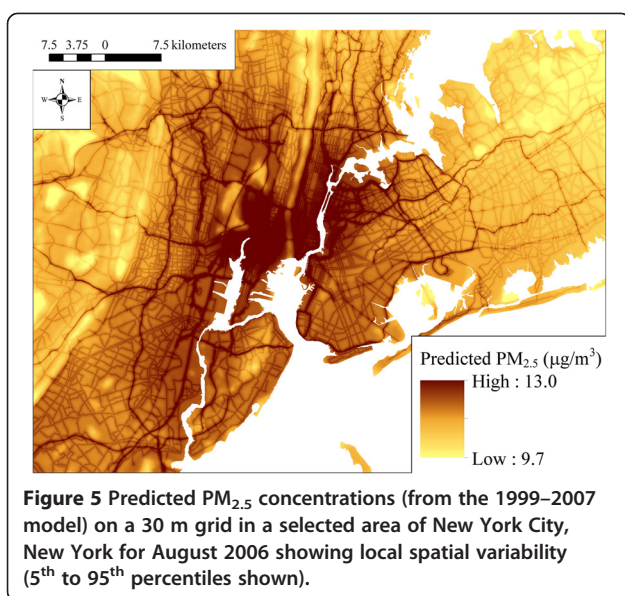 7.5 3.75 0 7.5 kilometers
N
W E
S
Predicted PM2.5 (µg/m³)
High : 13.0
Low : 9.7
Figure 5 Predicted PM2.5 concentrations (from the 1999–2007
model) on a 30 m grid in a selected area of New York City,
New York for August 2006 showing local spatial variability
(5th to 95th percentiles shown).